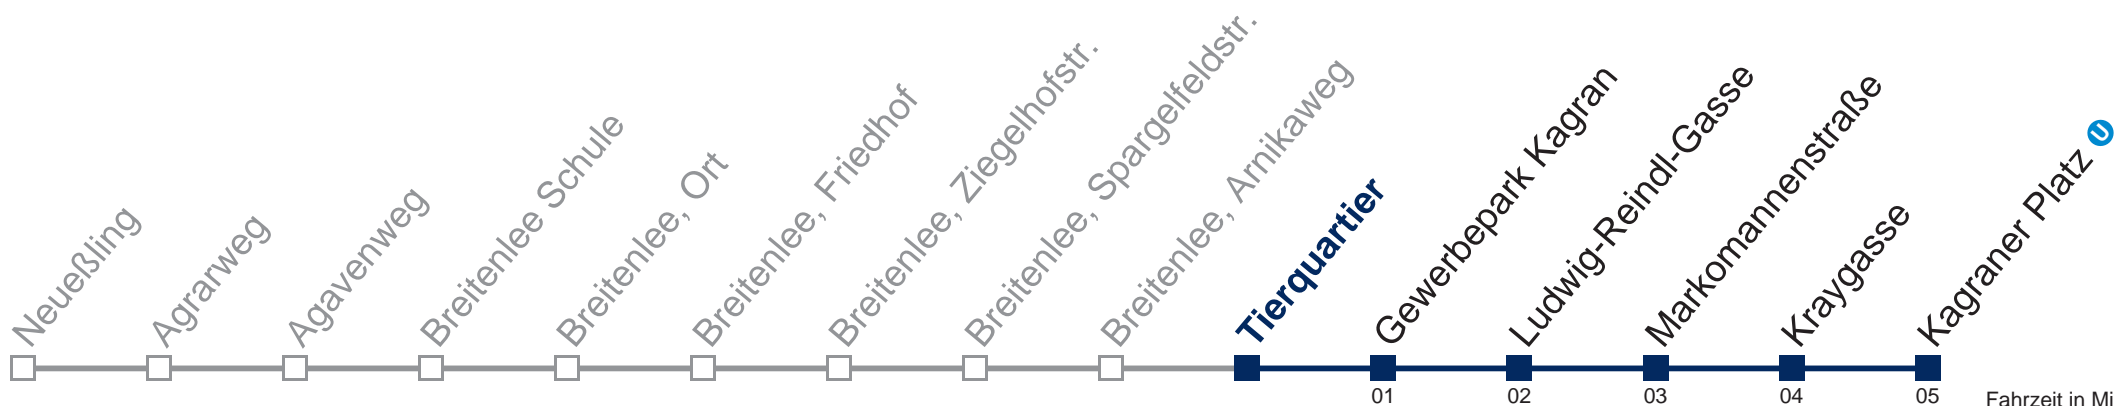 Neueßling
Agrarweg
Agavenweg
Breitenlee Schule
Breitenlee, Ort
Breitenlee, Friedhof
Breitenlee, Ziegelhofstr.
Breitenlee, Spargelfeldstr.
Breitenlee, Arnikaweg
Tierquartier
Gewerbepark Kagran
Ludwig-Reindl-Gasse
Markomannenstraße
Kraygasse
Kagraner Platz U
01 02 03 04 05
Fahrzeit in Mi